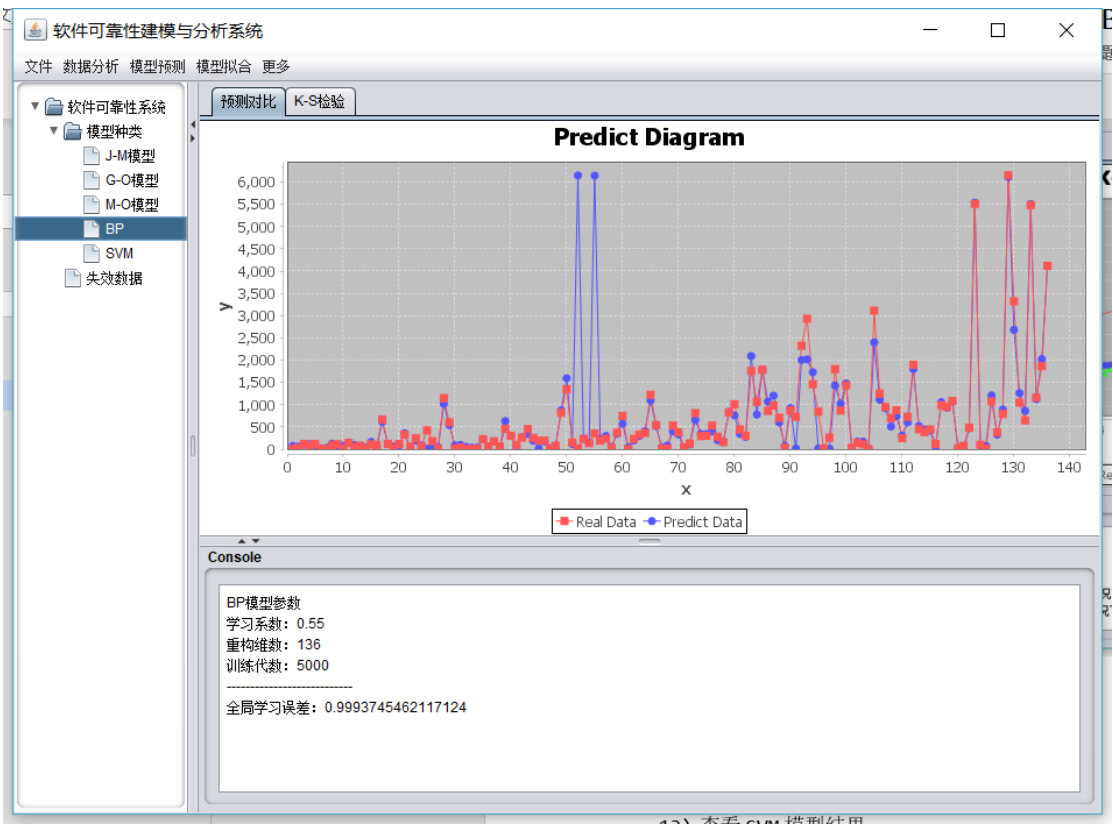 软件可靠性建模与分析系统
文件 数据分析 模型预测 模型拟合 更多
软件可靠性系统
模型种类
J-M模型
G-O模型
M-O模型
BP
SVM
失效数据
预测对比 K-S检验
Predict Diagram
6,000
5,500
5,000
4,500
4,000
3,500
3,000
2,500
2,000
1,500
1,000
500
0
y
0 10 20 30 40 50 60 70 80 90 100 110 120 130 140
x
Real Data Predict Data
Console
BP模型参数
学习系数：0.55
重构维数：136
训练代数：5000
---------------------------
全局学习误差：0.9993745462117124